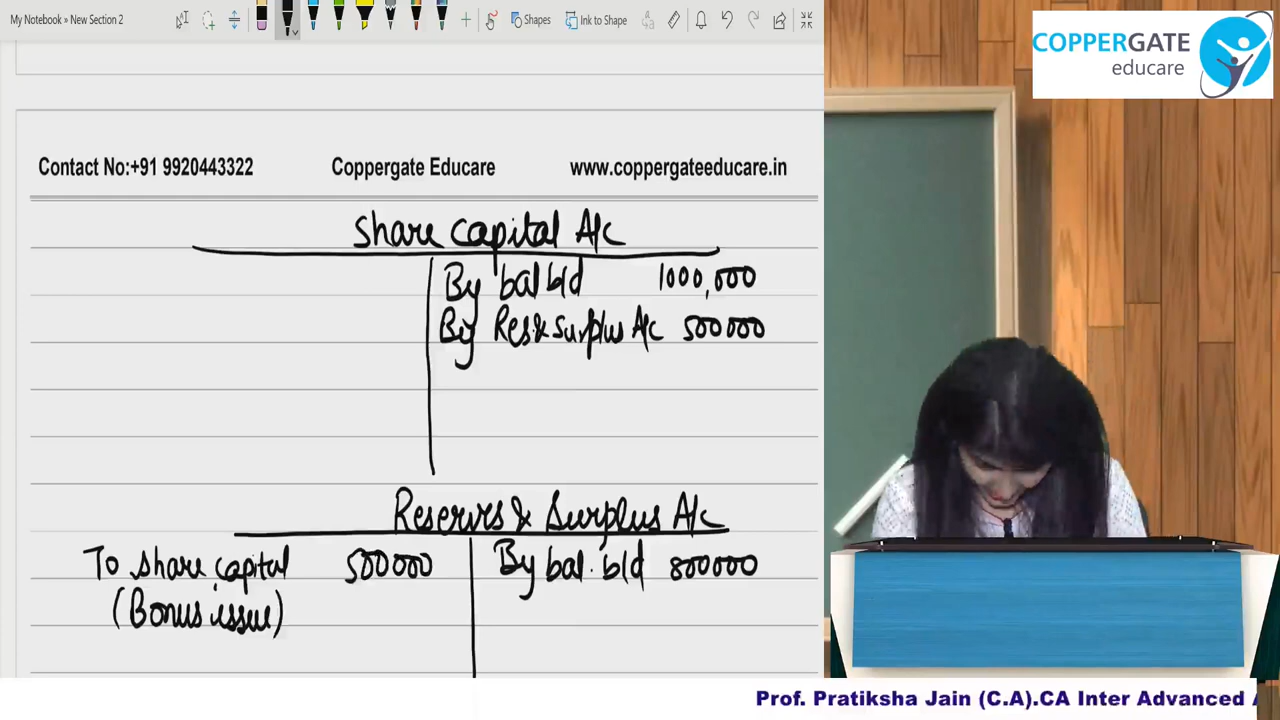 My Notebook » New Section 2
Shapes
Ink to Shape
COPPERGATE
educare
Contact No:+91 9920443322 Coppergate Educare www.coppergateeducare.in
Share Capital A/c
By bal b/d 1000,000
By Res & Surplus A/c 500000
Reserves & Surplus A/c
To share capital 500000 By bal. b/d 800000
(Bonus issue)
Prof. Pratiksha Jain (C.A).CA Inter Advanced